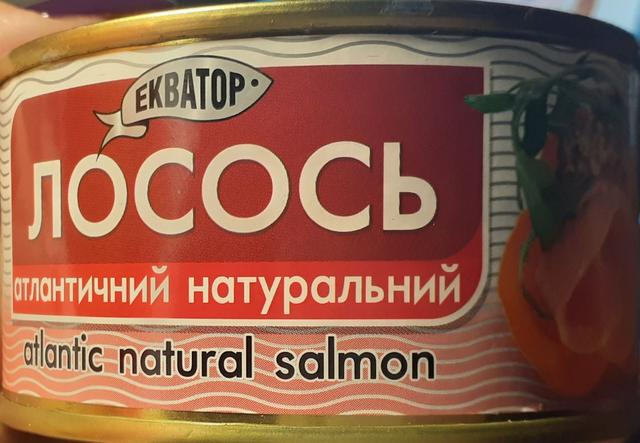 ЕКВАТОР
ЛОСОСЬ
атлантичний натуральний
atlantic natural salmon